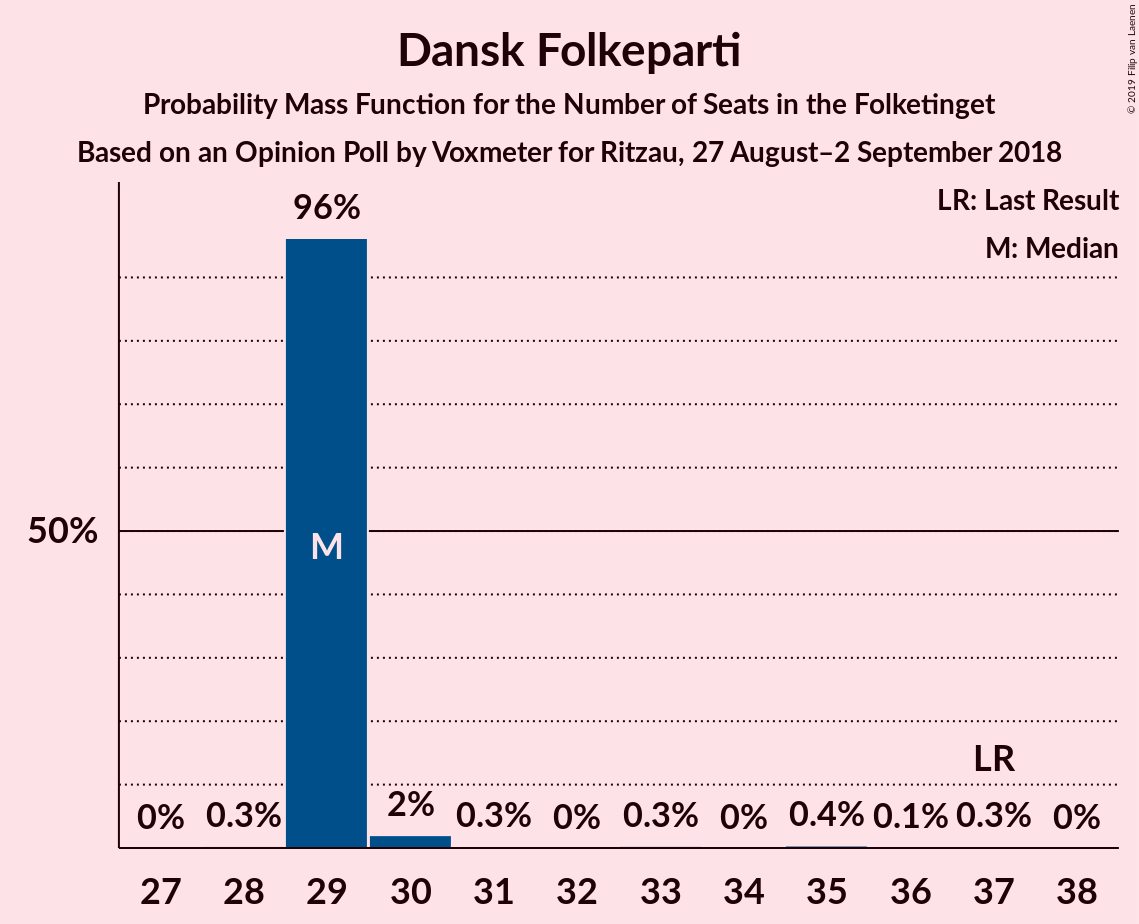 Dansk Folkeparti
Probability Mass Function for the Number of Seats in the Folketinget
Based on an Opinion Poll by Voxmeter for Ritzau, 27 August–2 September 2018
© 2019 Filip van Laenen
LR: Last Result
M: Median
96%
50%
M
LR
0% 0.3% 2% 0.3% 0% 0.3% 0% 0.4% 0.1% 0.3% 0%
27 28 29 30 31 32 33 34 35 36 37 38